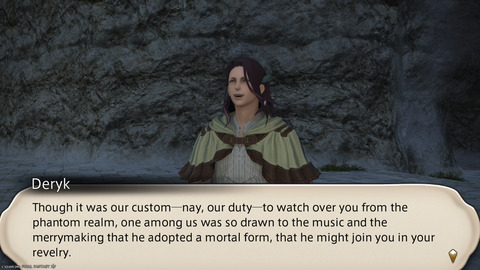 Deryk
Though it was our custom—nay, our duty—to watch over you from the
phantom realm, one among us was so drawn to the music and the
merrymaking that he adopted a mortal form, that he might join you in your
revelry.